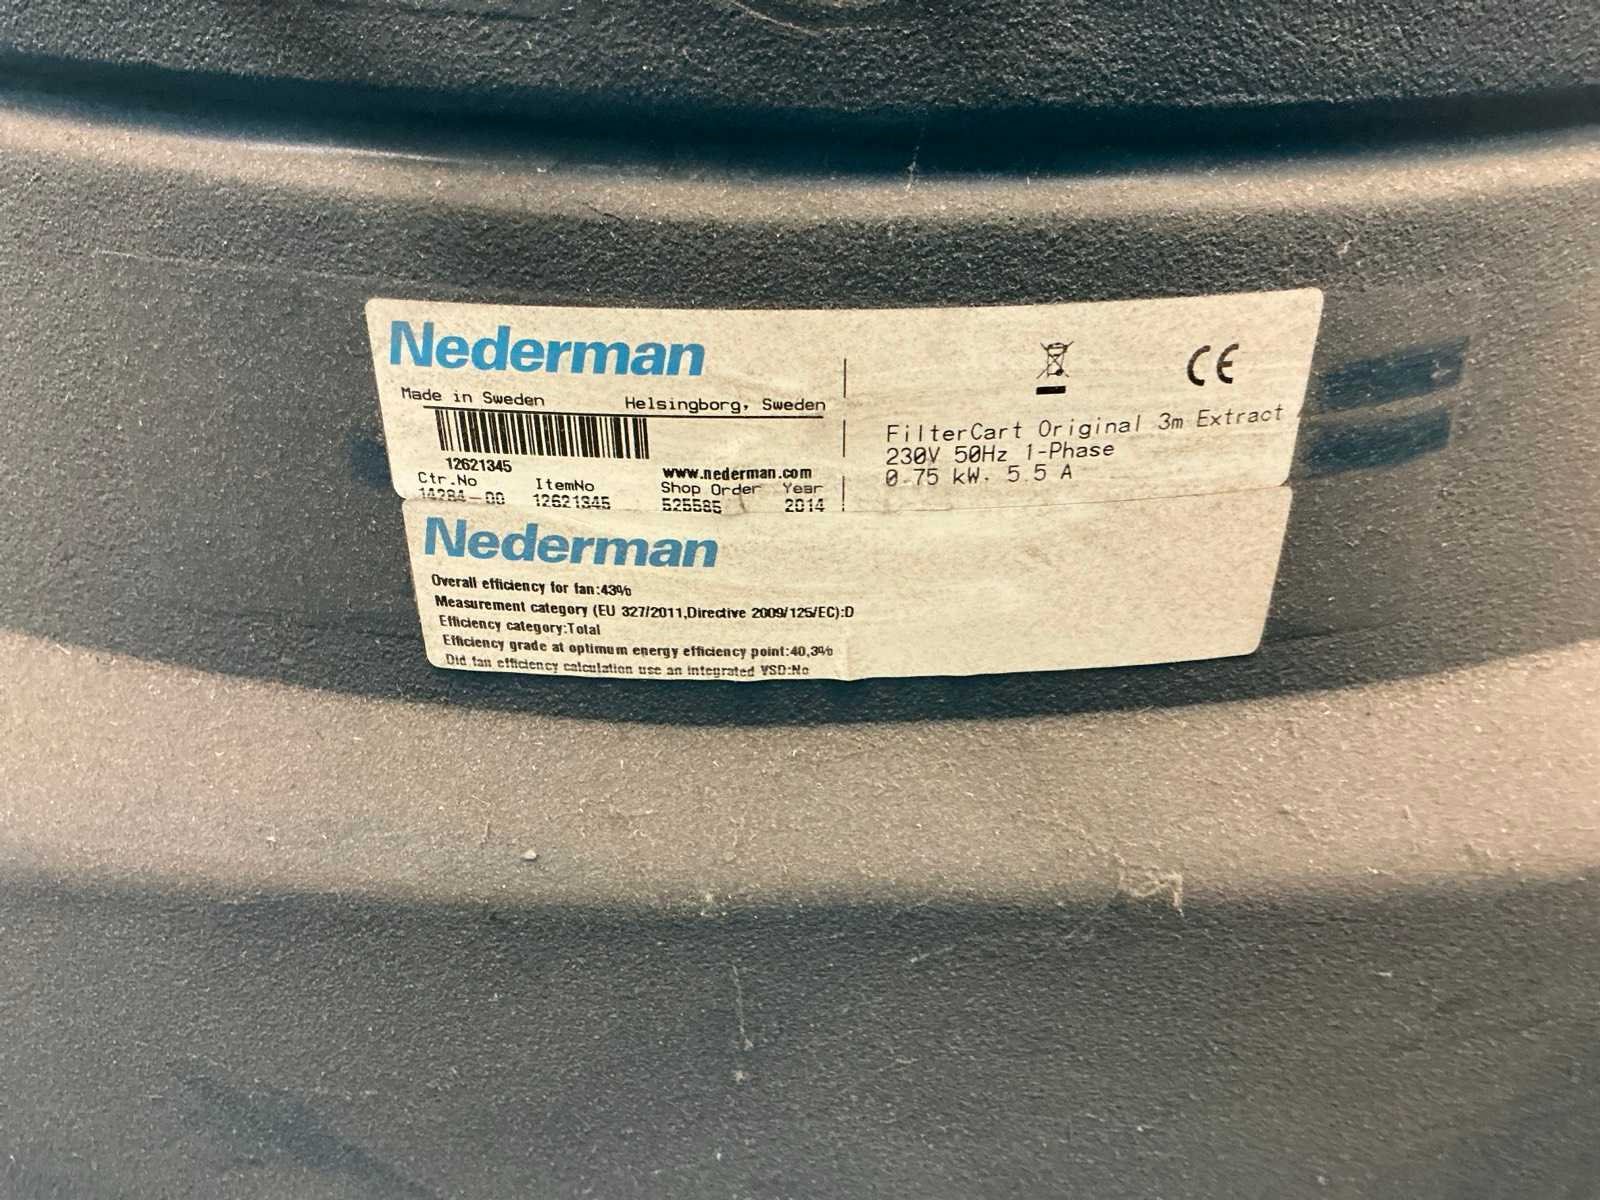 Nederman
Made in Sweden
Helsingborg, Sweden
12621345
www.nederman.com
Ctr.No ItemNo Shop Order Year
14284-00 12621345 525585 2014
CE
FilterCart Original 3m Extract
230V 50Hz 1-Phase
0.75 kW. 5.5 A
Nederman
Overall efficiency for fan:43%
Measurement category (EU 327/2011,Directive 2009/125/EC):D
Efficiency category:Total
Efficiency grade at optimum energy efficiency point:40,3%
Did fan efficiency calculation use an integrated VSD:No